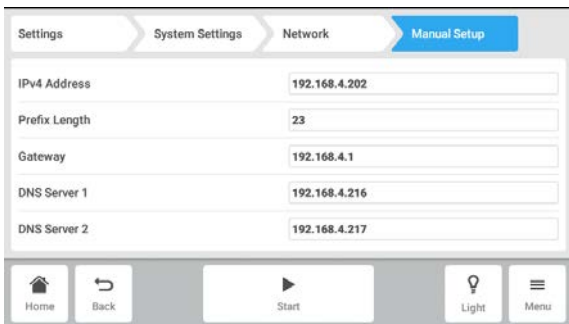 Settings
System Settings
Network
Manual Setup
IPv4 Address
192.168.4.202
Prefix Length
23
Gateway
192.168.4.1
DNS Server 1
192.168.4.216
DNS Server 2
192.168.4.217
Home
Back
Start
Light
Menu